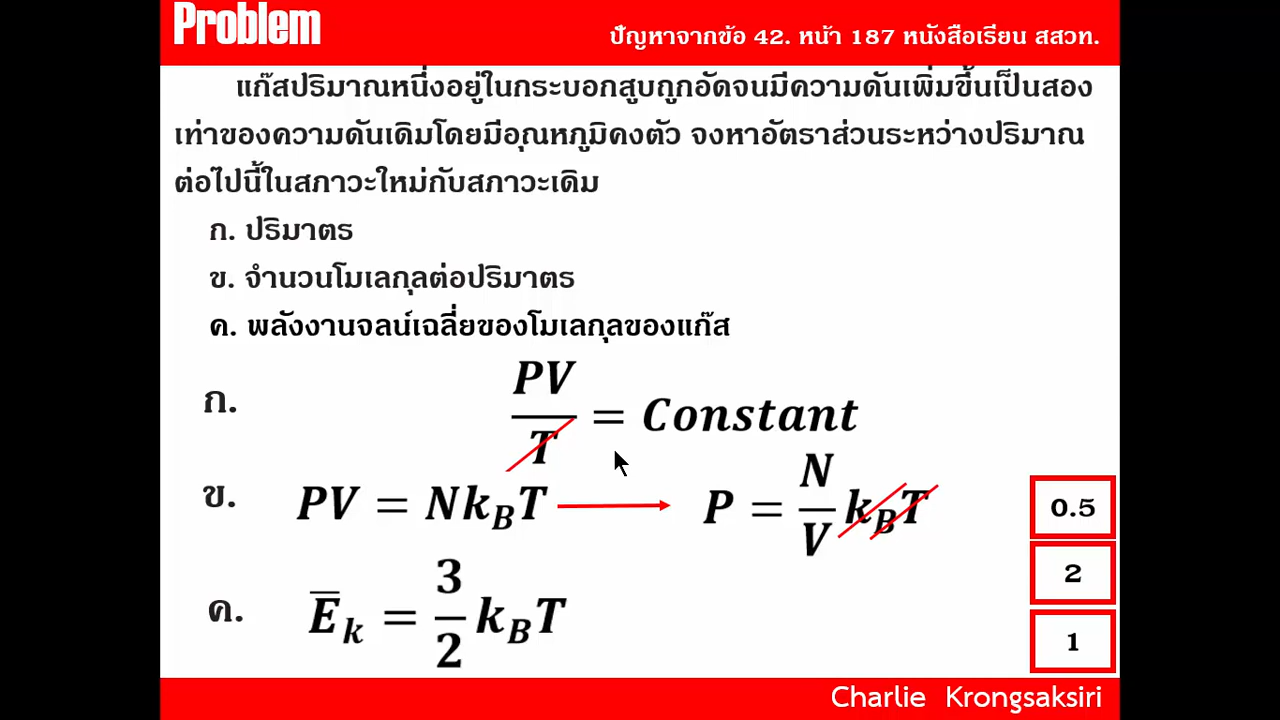 Problem
ปัญหาจากข้อ 42. หน้า 187 หนังสือเรียน สสวท.
แก๊สปริมาณหนึ่งอยู่ในกระบอกสูบถูกอัดจนมีความดันเพิ่มขึ้นเป็นสอง
เท่าของความดันเดิมโดยมีอุณหภูมิคงตัว จงหาอัตราส่วนระหว่างปริมาณ
ต่อไปนี้ในสภาวะใหม่กับสภาวะเดิม
ก. ปริมาตร
ข. จำนวนโมเลกุลต่อปริมาตร
ค. พลังงานจลน์เฉลี่ยของโมเลกุลของแก๊ส
ก. PV/T = Constant
ข. PV = Nk_BT → P = N/V k_BT
0.5
2
ค. Ē_k = 3/2 k_BT
1
Charlie Krongsaksiri